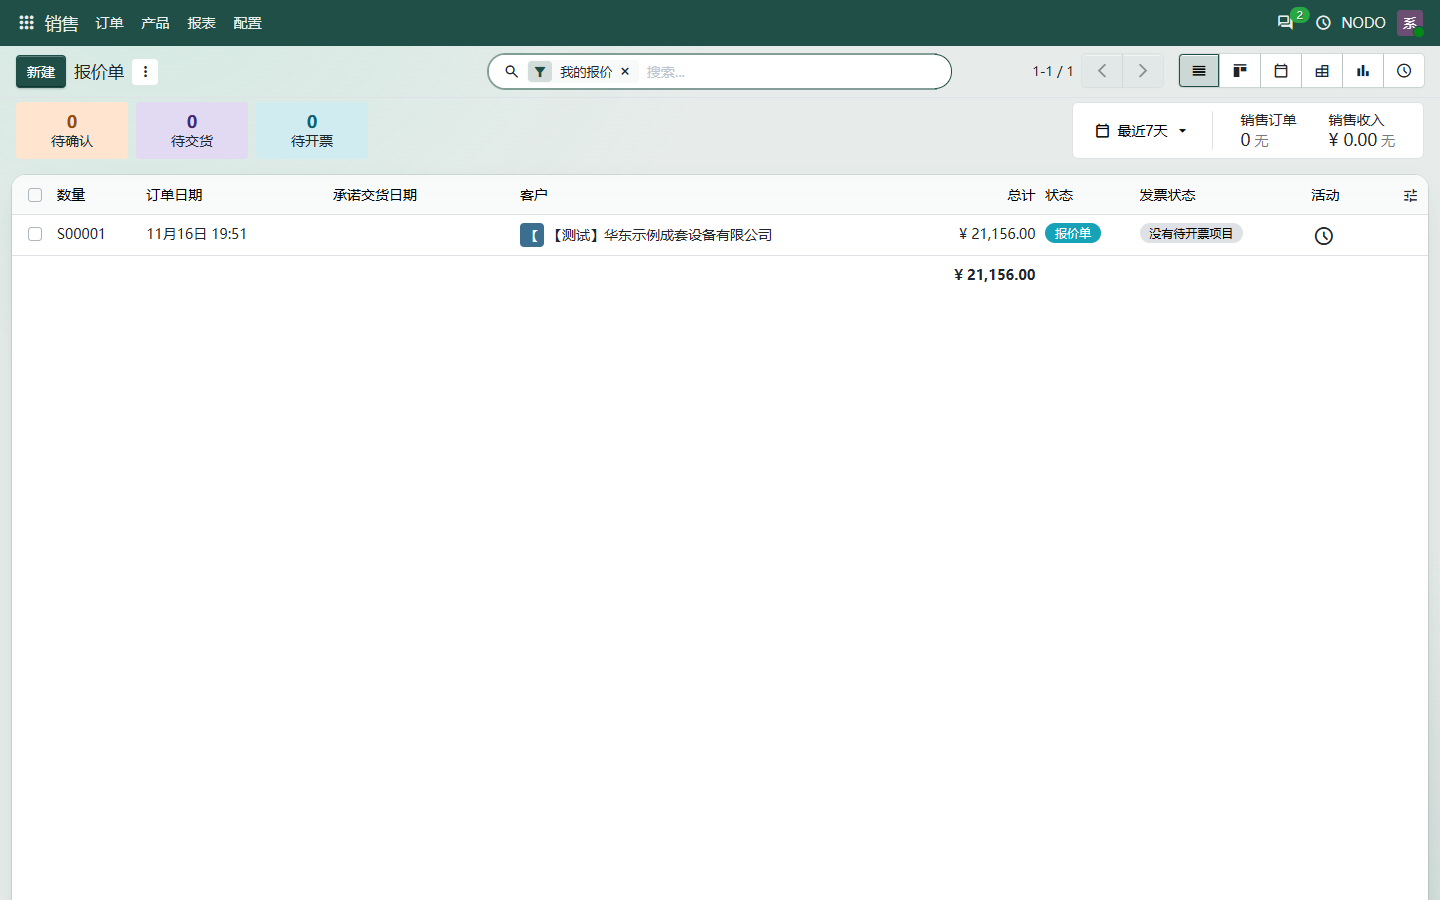 销售 订单 产品 报表 配置 2 NODO 系
新建 报价单 我的报价 搜索... 1-1 / 1
0 待确认
0 待交货
0 待开票
最近7天
销售订单 0 无
销售收入 ¥ 0.00 无
数量 订单日期 承诺交货日期 客户 总计 状态 发票状态 活动
S00001 11月16日 19:51 【 【测试】华东示例成套设备有限公司 ¥ 21,156.00 报价单 没有待开票项目
¥ 21,156.00